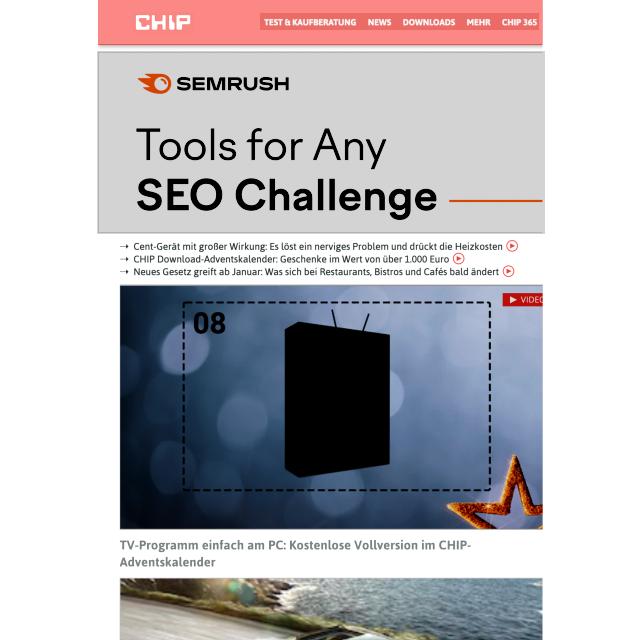 CHIP
TEST & KAUFBERATUNG NEWS DOWNLOADS MEHR CHIP 365
SEMRUSH
Tools for Any
SEO Challenge
→ Cent-Gerät mit großer Wirkung: Es löst ein nerviges Problem und drückt die Heizkosten
→ CHIP Download-Adventskalender: Geschenke im Wert von über 1.000 Euro
→ Neues Gesetz greift ab Januar: Was sich bei Restaurants, Bistros und Cafés bald ändert
VIDEO
08
TV-Programm einfach am PC: Kostenlose Vollversion im CHIP-
Adventskalender